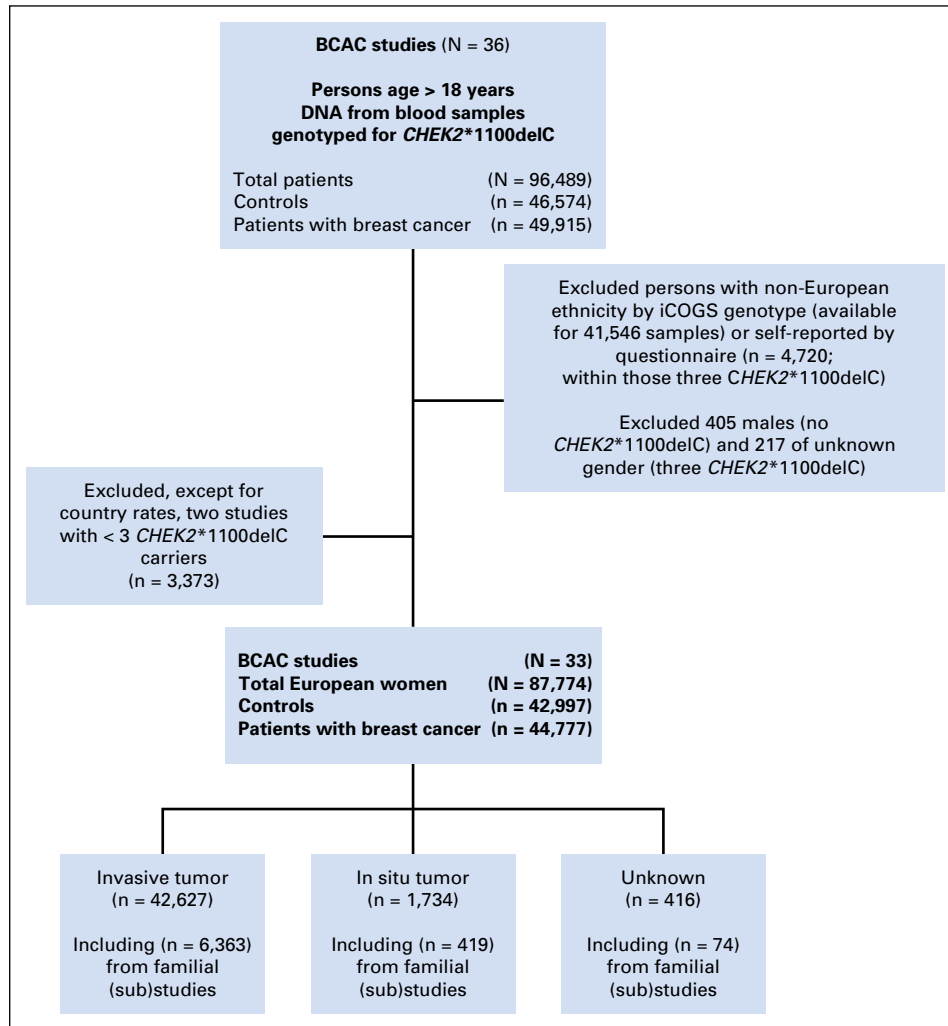 BCAC studies (N = 36)
Persons age > 18 years
DNA from blood samples
genotyped for CHEK2*1100delC
Total patients (N = 96,489)
Controls (n = 46,574)
Patients with breast cancer (n = 49,915)
Excluded persons with non-European
ethnicity by iCOGS genotype (available
for 41,546 samples) or self-reported by
questionnaire (n = 4,720;
within those three CHEK2*1100delC)
Excluded 405 males (no
CHEK2*1100delC) and 217 of unknown
gender (three CHEK2*1100delC)
Excluded, except for
country rates, two studies
with < 3 CHEK2*1100delC
carriers
(n = 3,373)
BCAC studies (N = 33)
Total European women (N = 87,774)
Controls (n = 42,997)
Patients with breast cancer (n = 44,777)
Invasive tumor
(n = 42,627)
Including (n = 6,363)
from familial
(sub)studies
In situ tumor
(n = 1,734)
Including (n = 419)
from familial
(sub)studies
Unknown
(n = 416)
Including (n = 74)
from familial
(sub)studies